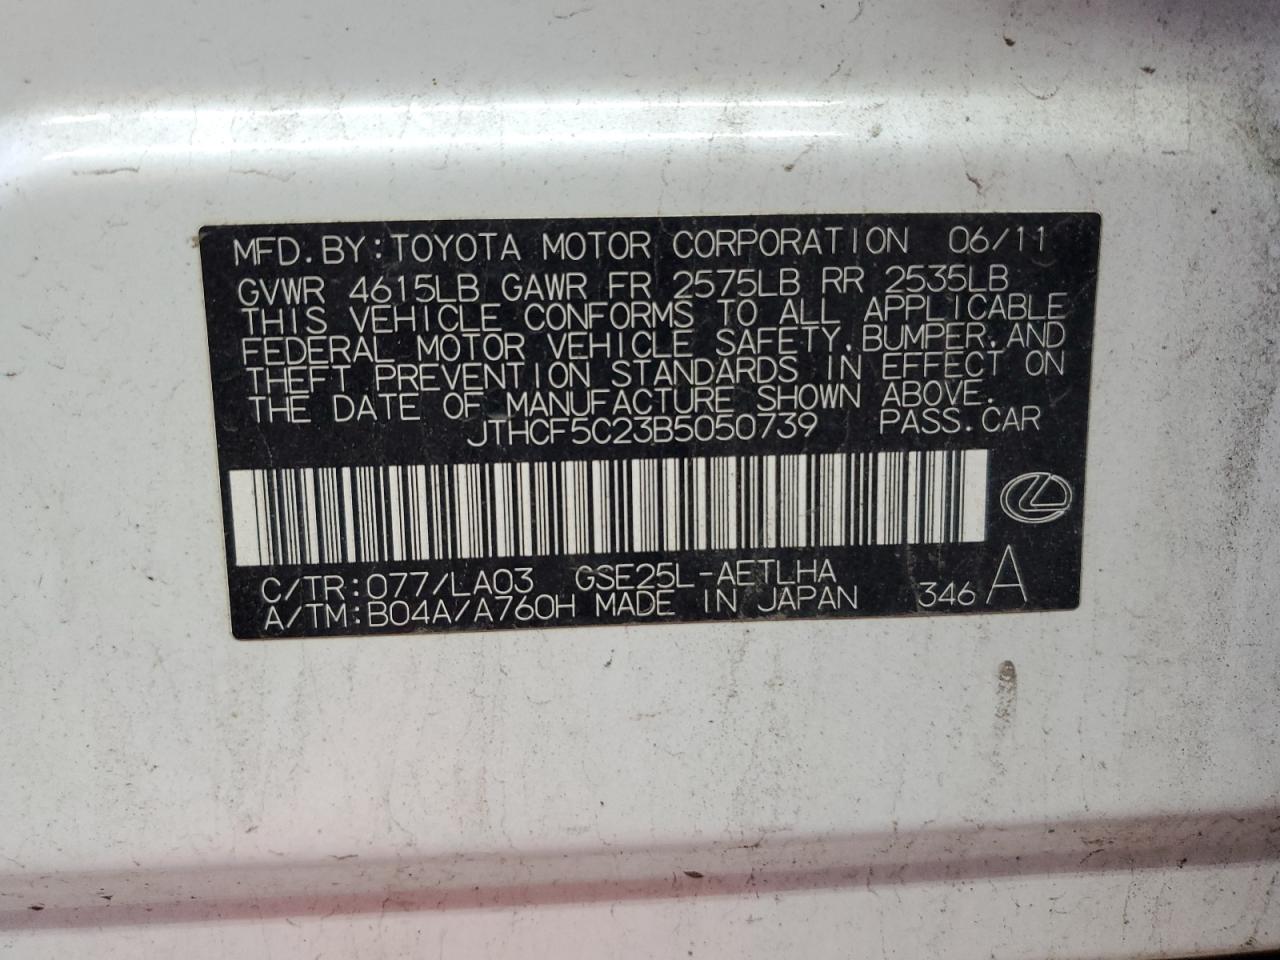 MFD. BY: TOYOTA MOTOR CORPORATION 06/11
GVWR 4615LB GAWR FR 2575LB RR 2535LB
THIS VEHICLE CONFORMS TO ALL APPLICABLE
FEDERAL MOTOR VEHICLE SAFETY, BUMPER, AND
THEFT PREVENTION STANDARDS IN EFFECT ON
THE DATE OF MANUFACTURE SHOWN ABOVE.
JTHCF5C23B5050739 PASS. CAR
C/TR: 077/LA03 GSE25L-AETLHA
A/TM: B04A/A760H MADE IN JAPAN 346 A